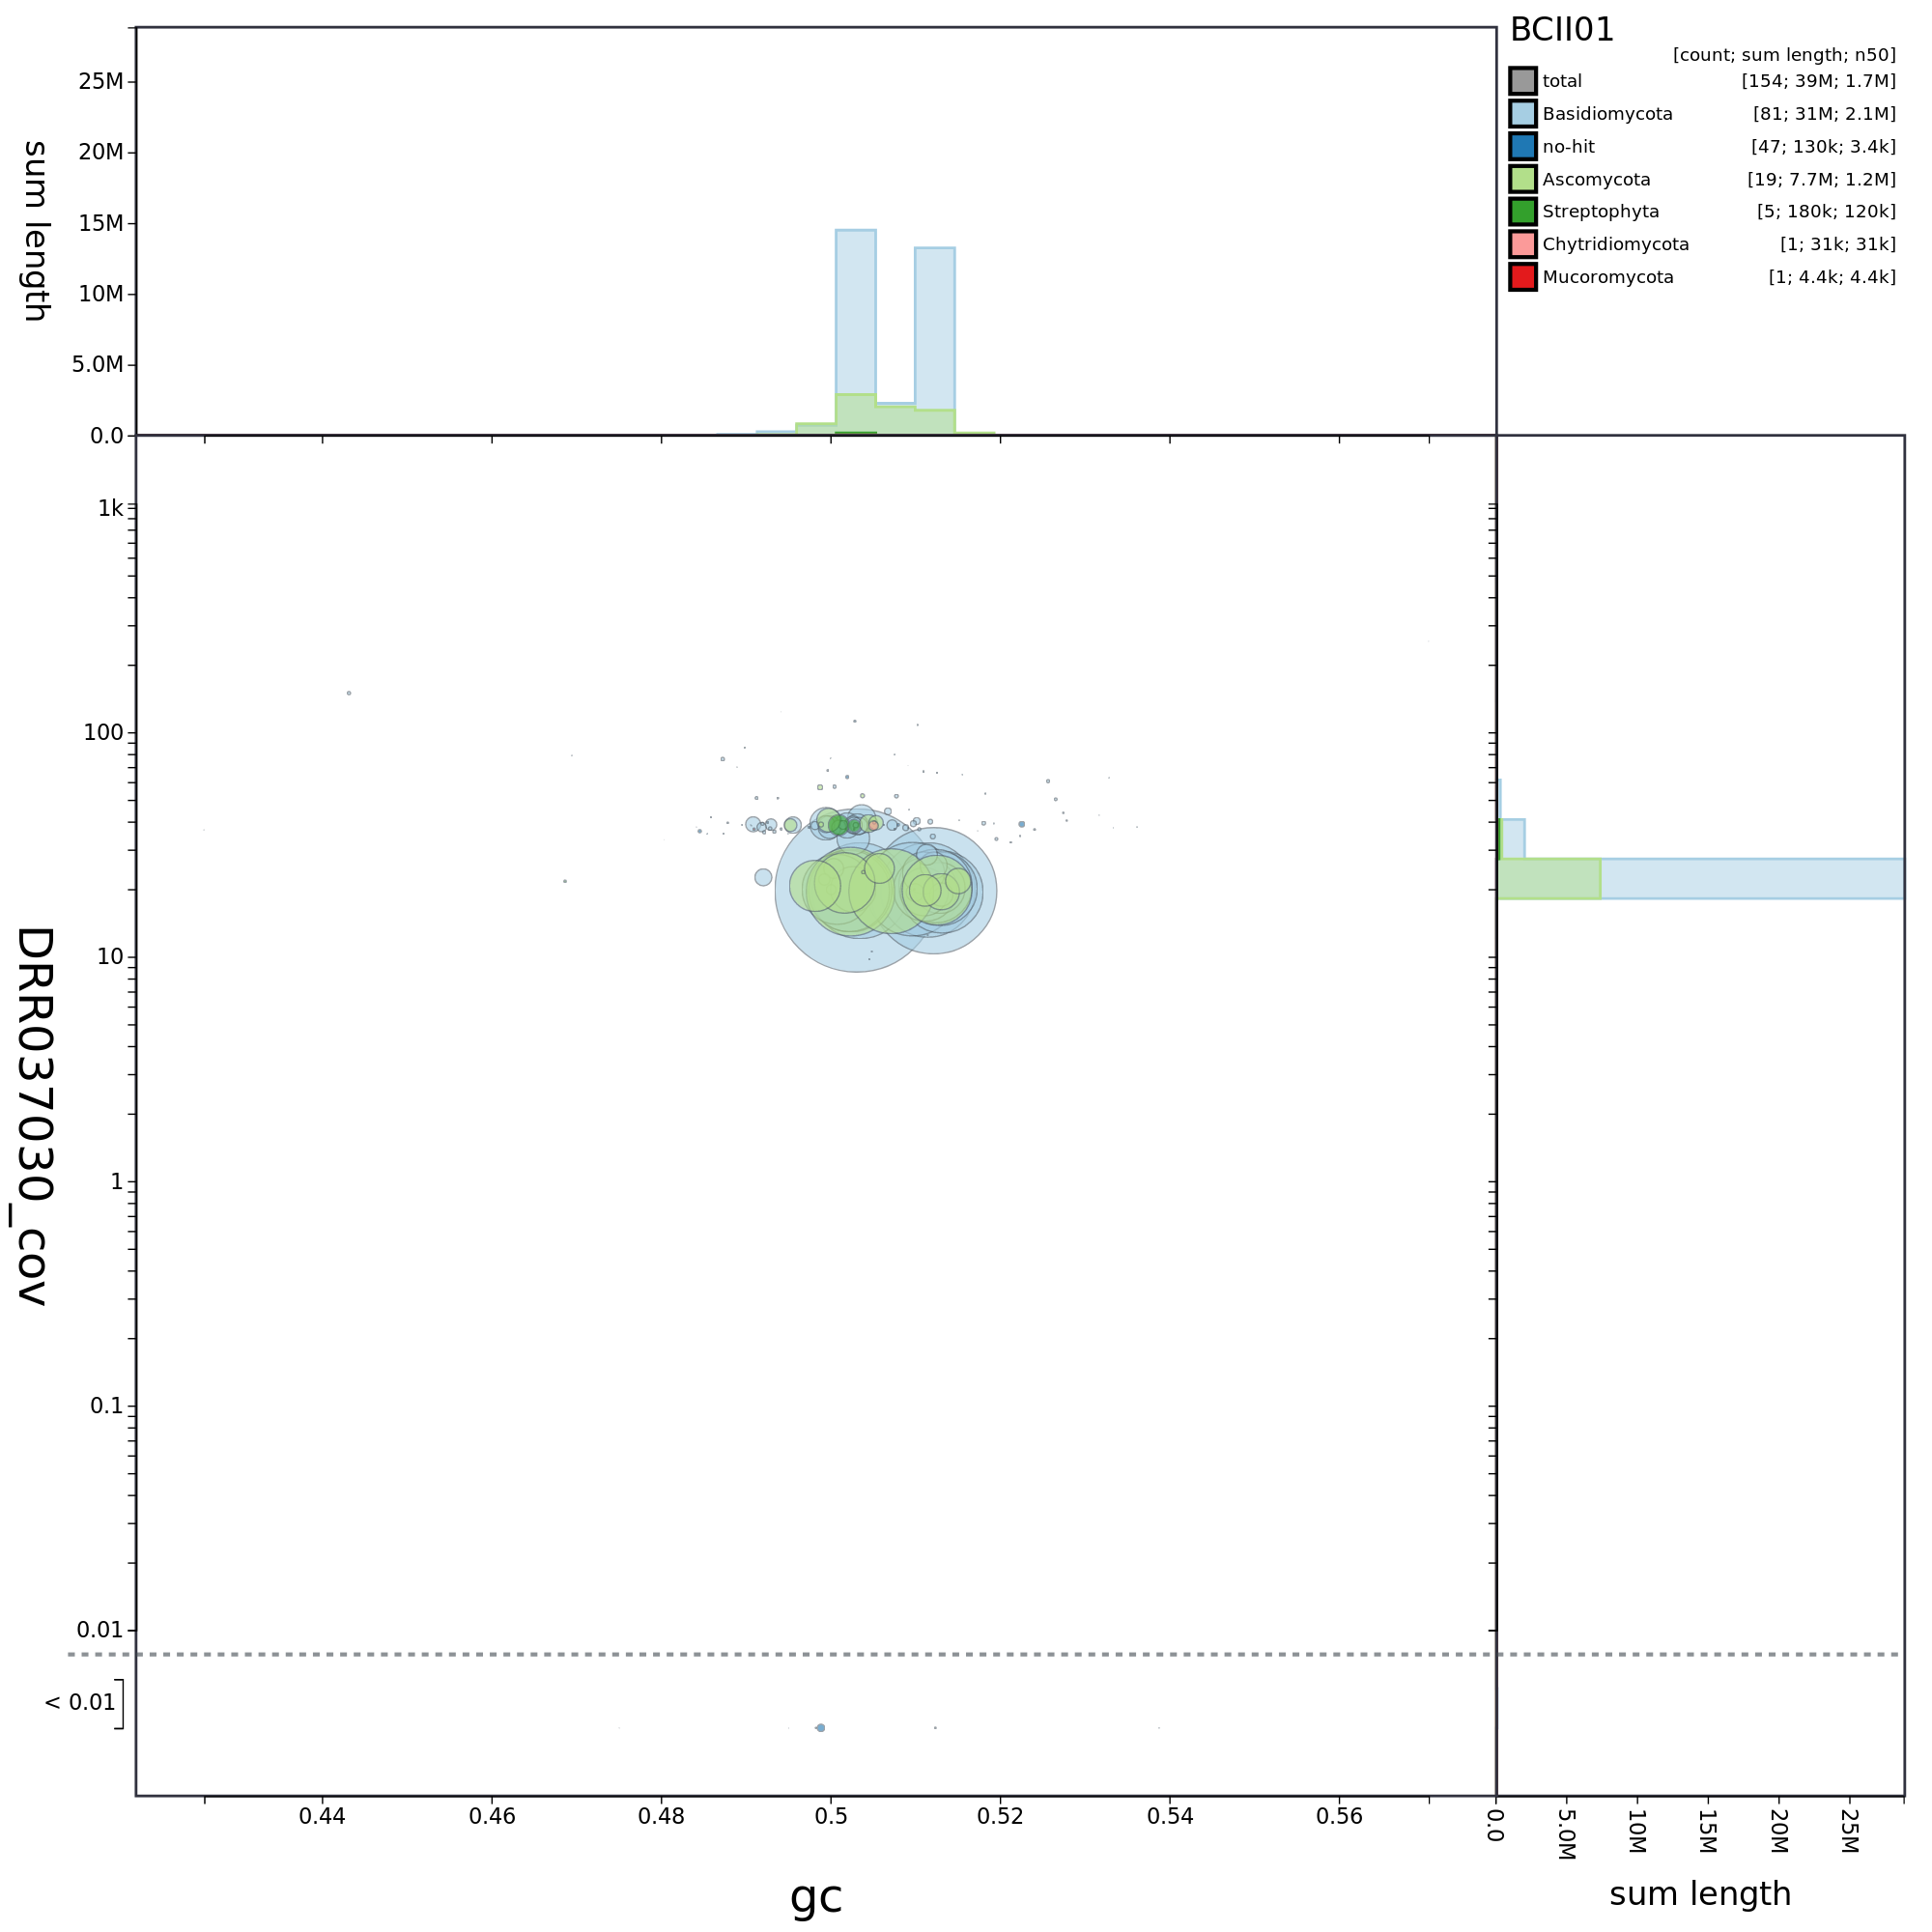 BCII01
[count; sum length; n50]
total [154; 39M; 1.7M]
Basidiomycota [81; 31M; 2.1M]
no-hit [47; 130k; 3.4k]
Ascomycota [19; 7.7M; 1.2M]
Streptophyta [5; 180k; 120k]
Chytridiomycota [1; 31k; 31k]
Mucoromycota [1; 4.4k; 4.4k]
sum length
25M
20M
15M
10M
5.0M
0.0
DRR037030_cov
1k
100
10
1
0.1
0.01
< 0.01
0.44 0.46 0.48 0.5 0.52 0.54 0.56
gc
0.0 5.0M 10M 15M 20M 25M
sum length